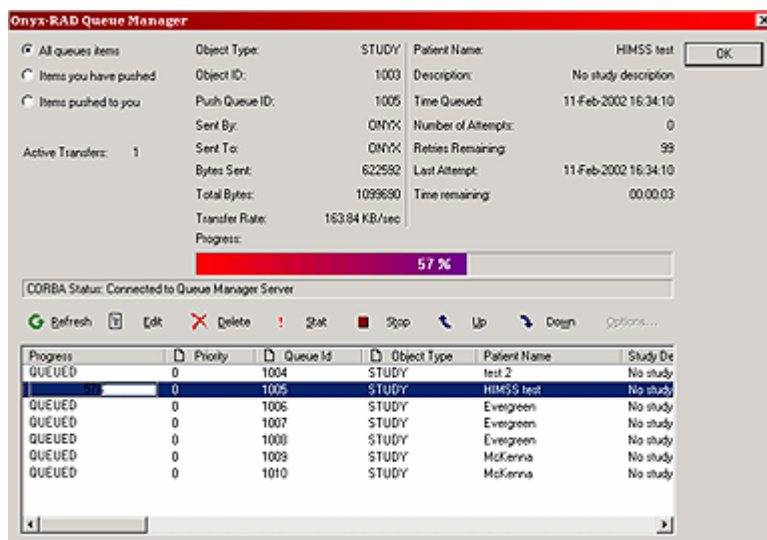 Onyx-RAD Queue Manager
All queues items
Items you have pushed
Items pushed to you
Active Transfers: 1
Object Type: STUDY
Object ID: 1003
Push Queue ID: 1005
Sent By: ONYX
Sent To: ONYX
Bytes Sent: 622592
Total Bytes: 1099690
Transfer Rate: 163.84 KB/sec
Progress:
Patient Name: HIMSS test
Description: No study description
Time Queued: 11-Feb-2002 16:34:10
Number of Attempts: 0
Retries Remaining: 99
Last Attempt: 11-Feb-2002 16:34:10
Time remaining: 00:00:03
OK
57 %
CORBA Status: Connected to Queue Manager Server
Refresh Edit Delete ! Stat Stop Up Down Options...
Progress Priority Queue Id Object Type Patient Name Study De
QUEUED 0 1004 STUDY test 2 No study
0 1005 STUDY HIMSS test No study
QUEUED 0 1006 STUDY Evergreen No study
QUEUED 0 1007 STUDY Evergreen No study
QUEUED 0 1008 STUDY Evergreen No study
QUEUED 0 1009 STUDY McKenna No study
QUEUED 0 1010 STUDY McKenna No study